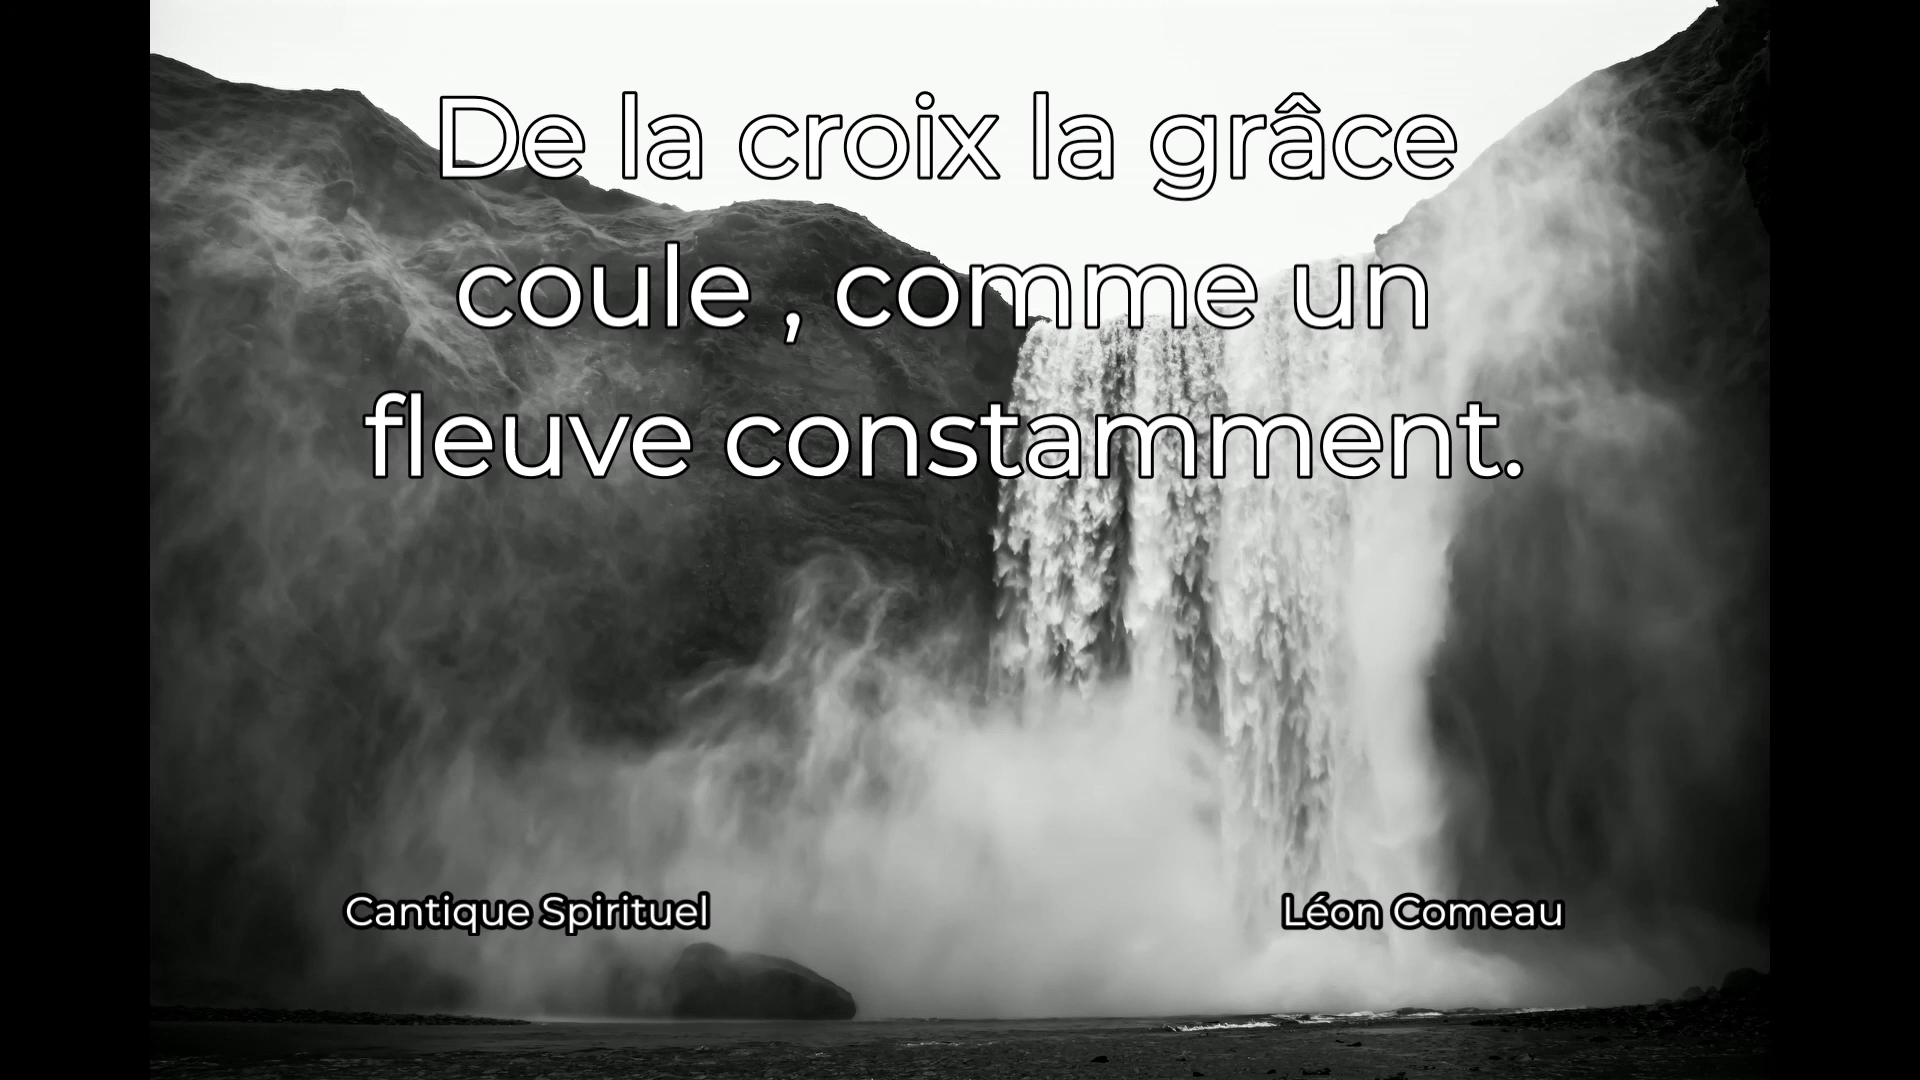 De la croix la grâce
coule , comme un
fleuve constamment.
Cantique Spirituel
Léon Comeau